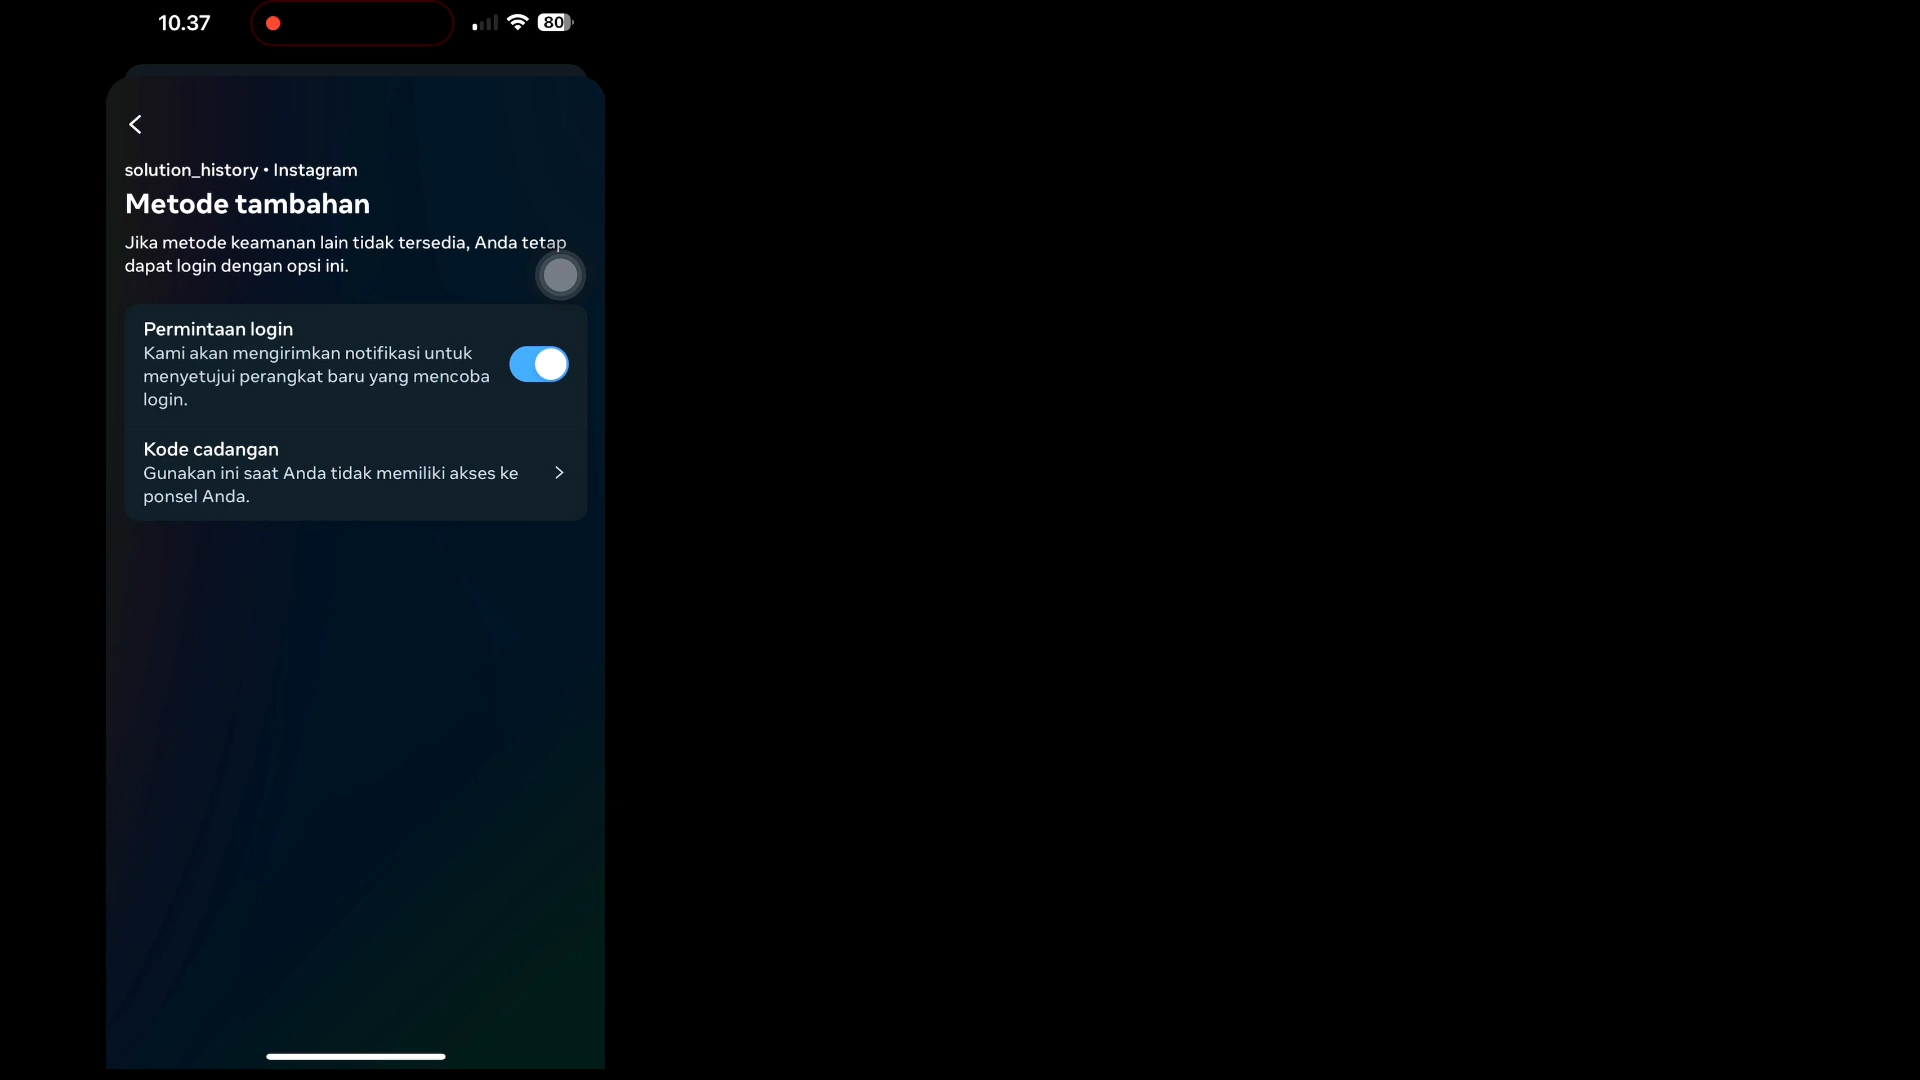 10.37
80
solution_history • Instagram
Metode tambahan
Jika metode keamanan lain tidak tersedia, Anda tetap
dapat login dengan opsi ini.
Permintaan login
Kami akan mengirimkan notifikasi untuk
menyetujui perangkat baru yang mencoba
login.
Kode cadangan
Gunakan ini saat Anda tidak memiliki akses ke
ponsel Anda.